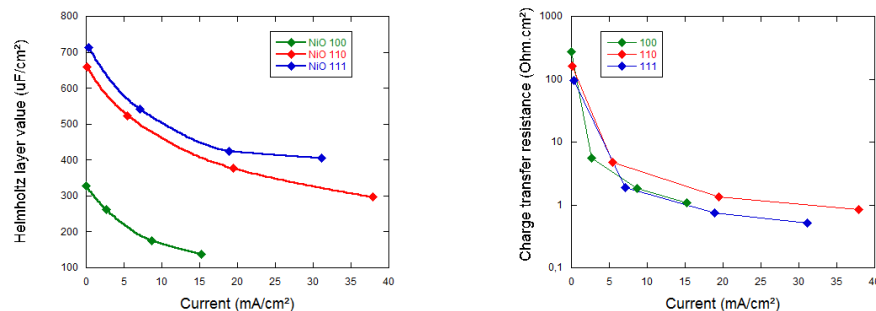 800
700
600
500
400
300
200
100
Helmholtz layer value (uF/cm²)
NiO 100
NiO 110
NiO 111
0 5 10 15 20 25 30 35 40
Current (mA/cm²)
1000
100
10
1
0,1
Charge transfer resistance (Ohm.cm²)
100
110
111
0 5 10 15 20 25 30 35 40
Current (mA/cm²)